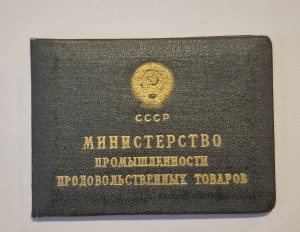 СССР
МИНИСТЕРСТВО
ПРОМЫШЛЕННОСТИ
ПРОДОВОЛЬСТВЕННЫХ ТОВАРОВ